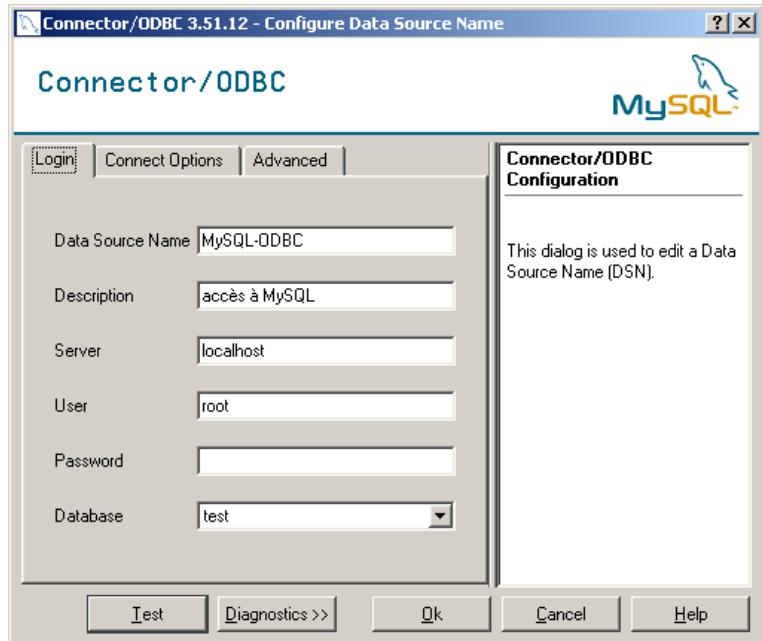 Connector/ODBC 3.51.12 - Configure Data Source Name
Connector/ODBC
MySQL
Login
Connect Options
Advanced
Data Source Name MySQL-ODBC
Description accès à MySQL
Server localhost
User root
Password
Database test
Connector/ODBC
Configuration
This dialog is used to edit a Data
Source Name (DSN).
Test
Diagnostics >>
Ok
Cancel
Help